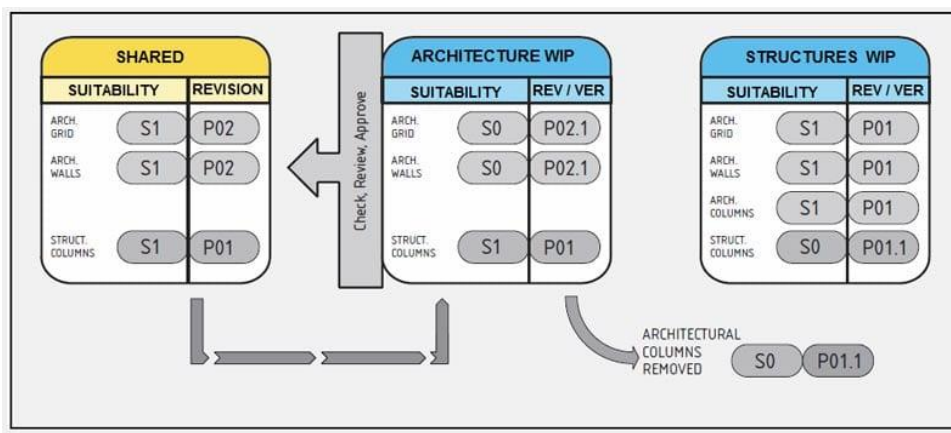 SHARED
SUITABILITY REVISION
ARCH.
GRID
S1 P02
ARCH.
WALLS
S1 P02
STRUCT.
COLUMNS
S1 P01
Check, Review, Approve
ARCHITECTURE WIP
SUITABILITY REV / VER
ARCH.
GRID
S0 P02.1
ARCH.
WALLS
S0 P02.1
STRUCT.
COLUMNS
S1 P01
STRUCTURES WIP
SUITABILITY REV / VER
ARCH.
GRID
S1 P01
ARCH.
WALLS
S1 P01
ARCH.
COLUMNS
S1 P01
STRUCT.
COLUMNS
S0 P01.1
ARCHITECTURAL
COLUMNS
REMOVED
S0 P01.1